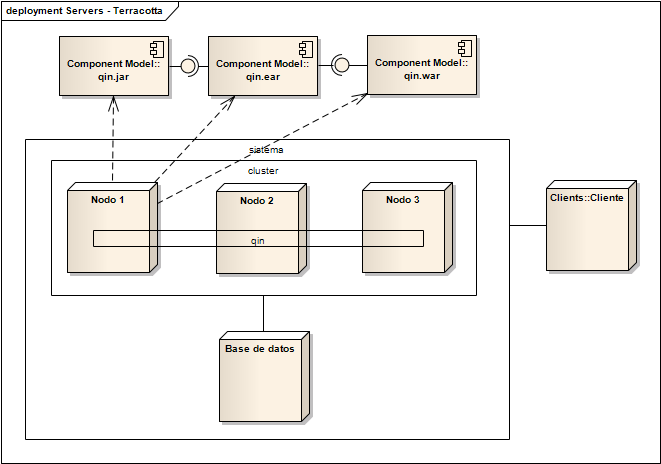 deployment Servers - Terracotta
Component Model::
qin.jar
Component Model::
qin.ear
Component Model::
qin.war
sistema
cluster
Nodo 1
Nodo 2
Nodo 3
Clients::Cliente
qin
Base de datos